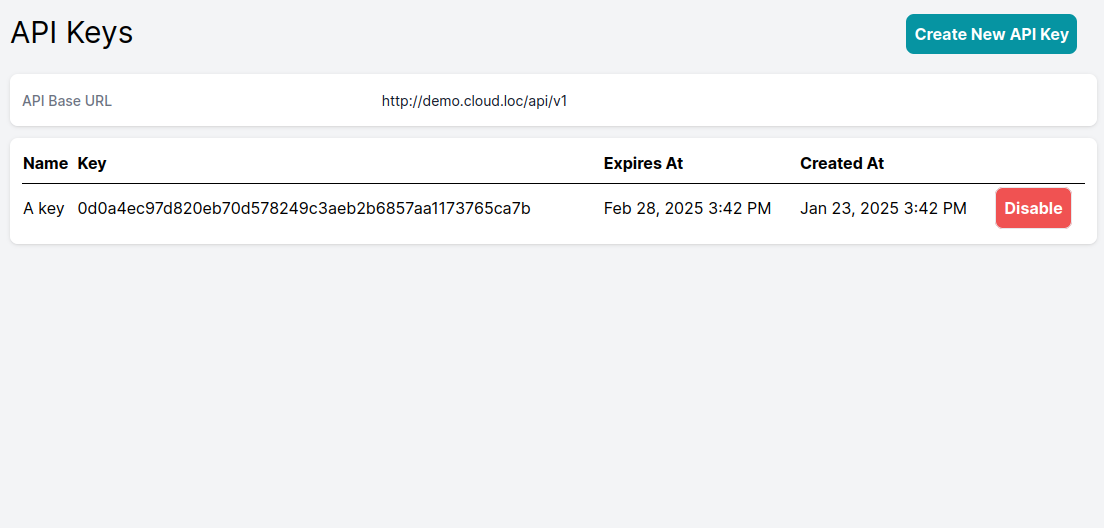 API Keys
Create New API Key
API Base URL http://demo.cloud.loc/api/v1
Name Key Expires At Created At
A key 0d0a4ec97d820eb70d578249c3aeb2b6857aa1173765ca7b Feb 28, 2025 3:42 PM Jan 23, 2025 3:42 PM Disable